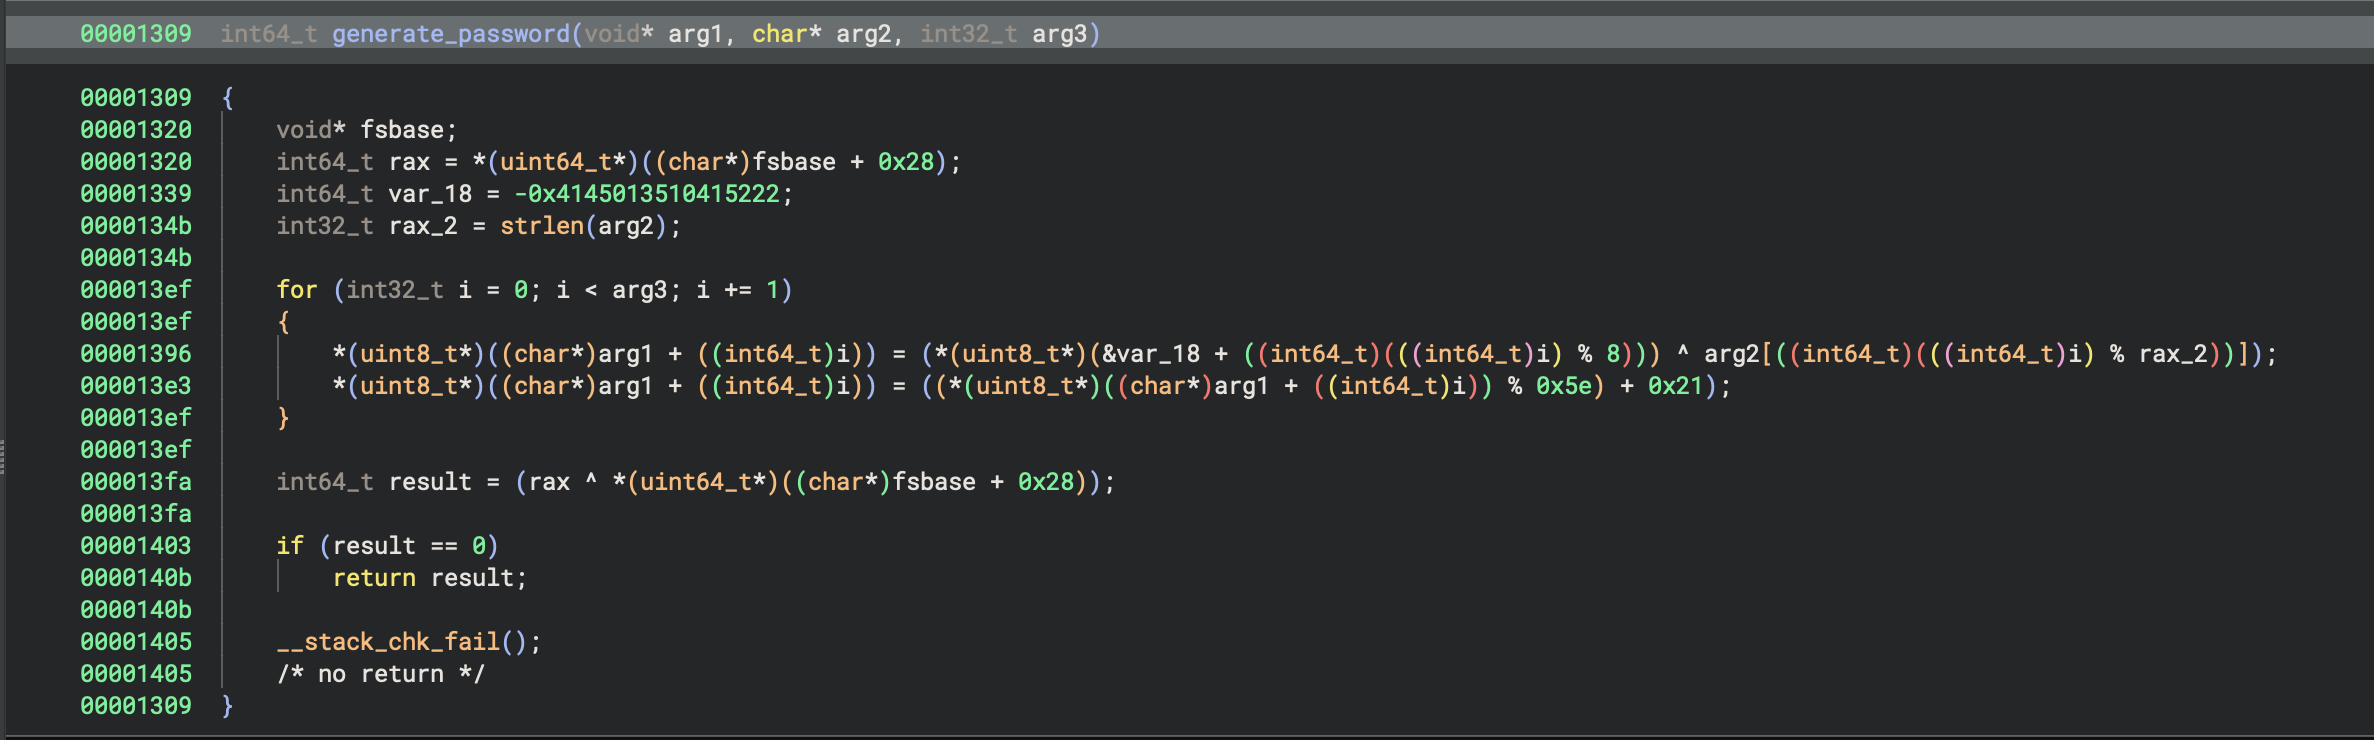 00001309 int64_t generate_password(void* arg1, char* arg2, int32_t arg3)
00001309 {
00001320 void* fsbase;
00001320 int64_t rax = *(uint64_t*)((char*)fsbase + 0x28);
00001339 int64_t var_18 = -0x4145013510415222;
0000134b int32_t rax_2 = strlen(arg2);
0000134b
000013ef for (int32_t i = 0; i < arg3; i += 1)
000013ef {
00001396 *(uint8_t*)((char*)arg1 + ((int64_t)i)) = (*(uint8_t*)(&var_18 + ((int64_t)(((int64_t)i) % 8))) ^ arg2[((int64_t)(((int64_t)i) % rax_2))]);
000013e3 *(uint8_t*)((char*)arg1 + ((int64_t)i)) = ((*(uint8_t*)((char*)arg1 + ((int64_t)i)) % 0x5e) + 0x21);
000013ef }
000013ef
000013fa int64_t result = (rax ^ *(uint64_t*)((char*)fsbase + 0x28));
000013fa
00001403 if (result == 0)
0000140b return result;
0000140b
00001405 __stack_chk_fail();
00001405 /* no return */
00001309 }